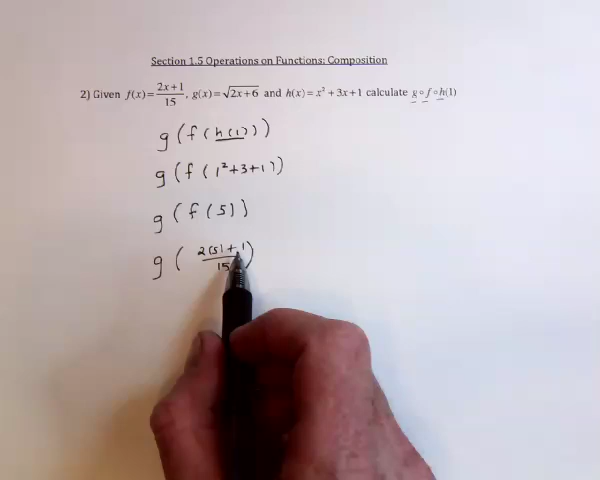 Section 1.5 Operations on Functions: Composition
2) Given f(x)=(2x+1)/15, g(x)=√(2x+6) and h(x)=x²+3x+1 calculate g∘f∘h(1)
g(f(h(1)))
g(f(1²+3+1))
g(f(5))
g((2(5)+1)/15)